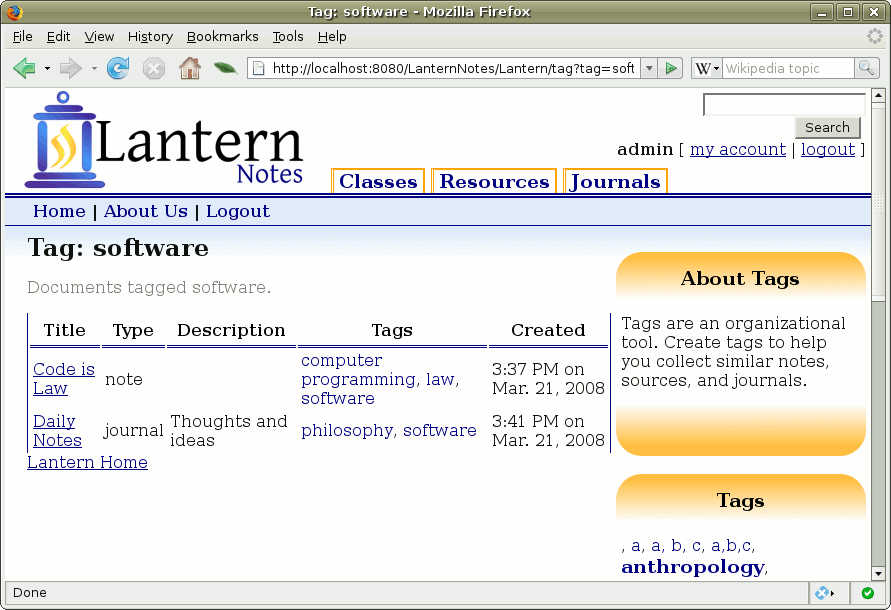 Tag: software - Mozilla Firefox
File Edit View History Bookmarks Tools Help
http://localhost:8080/LanternNotes/Lantern/tag?tag=soft
W Wikipedia topic
Lantern
Notes
Search
admin [ my account | logout ]
Classes Resources Journals
Home | About Us | Logout
Tag: software
Documents tagged software.
Title Type Description Tags Created
Code is
Law
note
computer
programming, law,
software
3:37 PM on
Mar. 21, 2008
Daily
Notes
journal
Thoughts and
ideas
philosophy, software
3:41 PM on
Mar. 21, 2008
Lantern Home
About Tags
Tags are an organizational
tool. Create tags to help
you collect similar notes,
sources, and journals.
Tags
, a, a, b, c, a,b,c,
anthropology,
Done